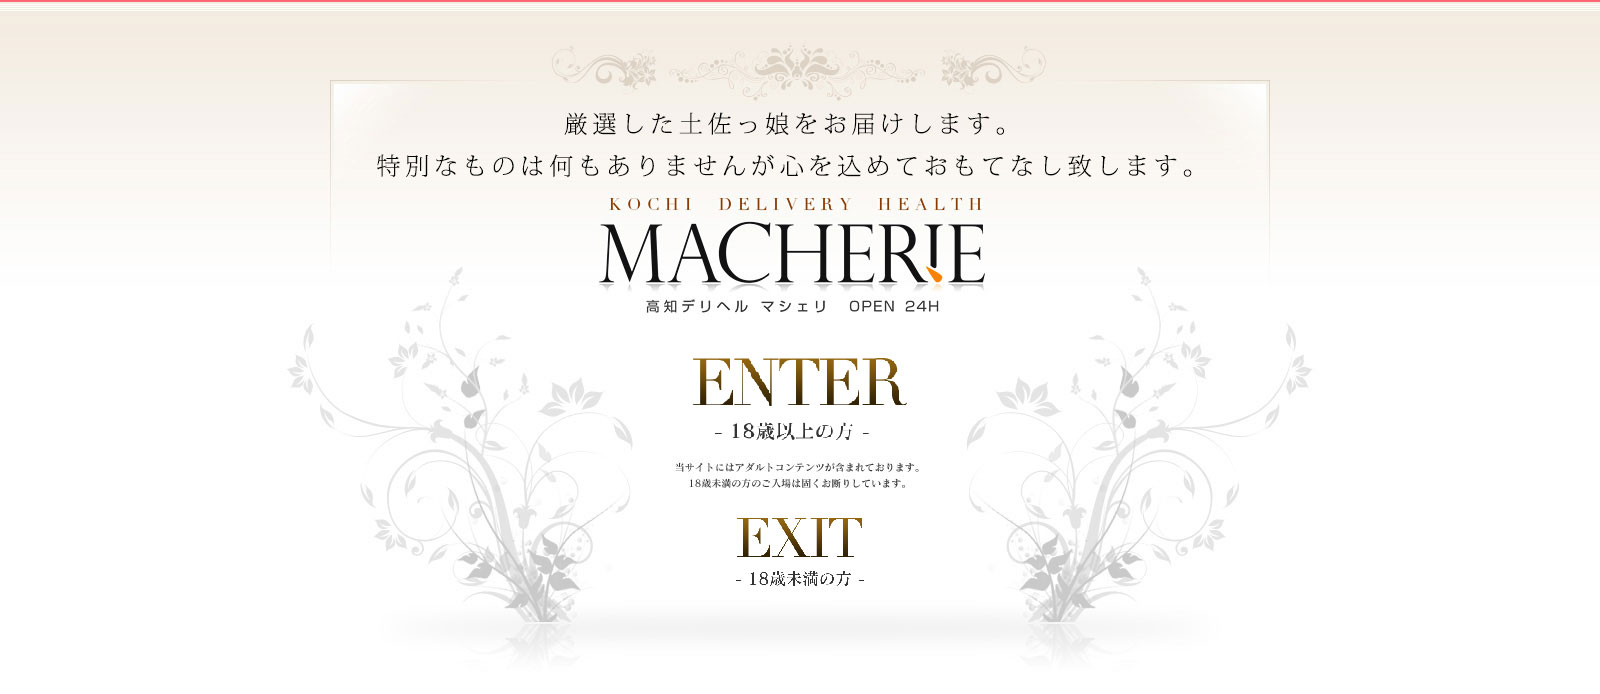 厳選した土佐っ娘をお届けします。
特別なものは何もありませんが心を込めておもてなし致します。
KOCHI DELIVERY HEALTH
MACHERIE
高知デリヘル マシェリ　OPEN 24H
ENTER
- 18歳以上の方 -
当サイトにはアダルトコンテンツが含まれております。
18歳未満の方のご入場は固くお断りしています。
EXIT
- 18歳未満の方 -